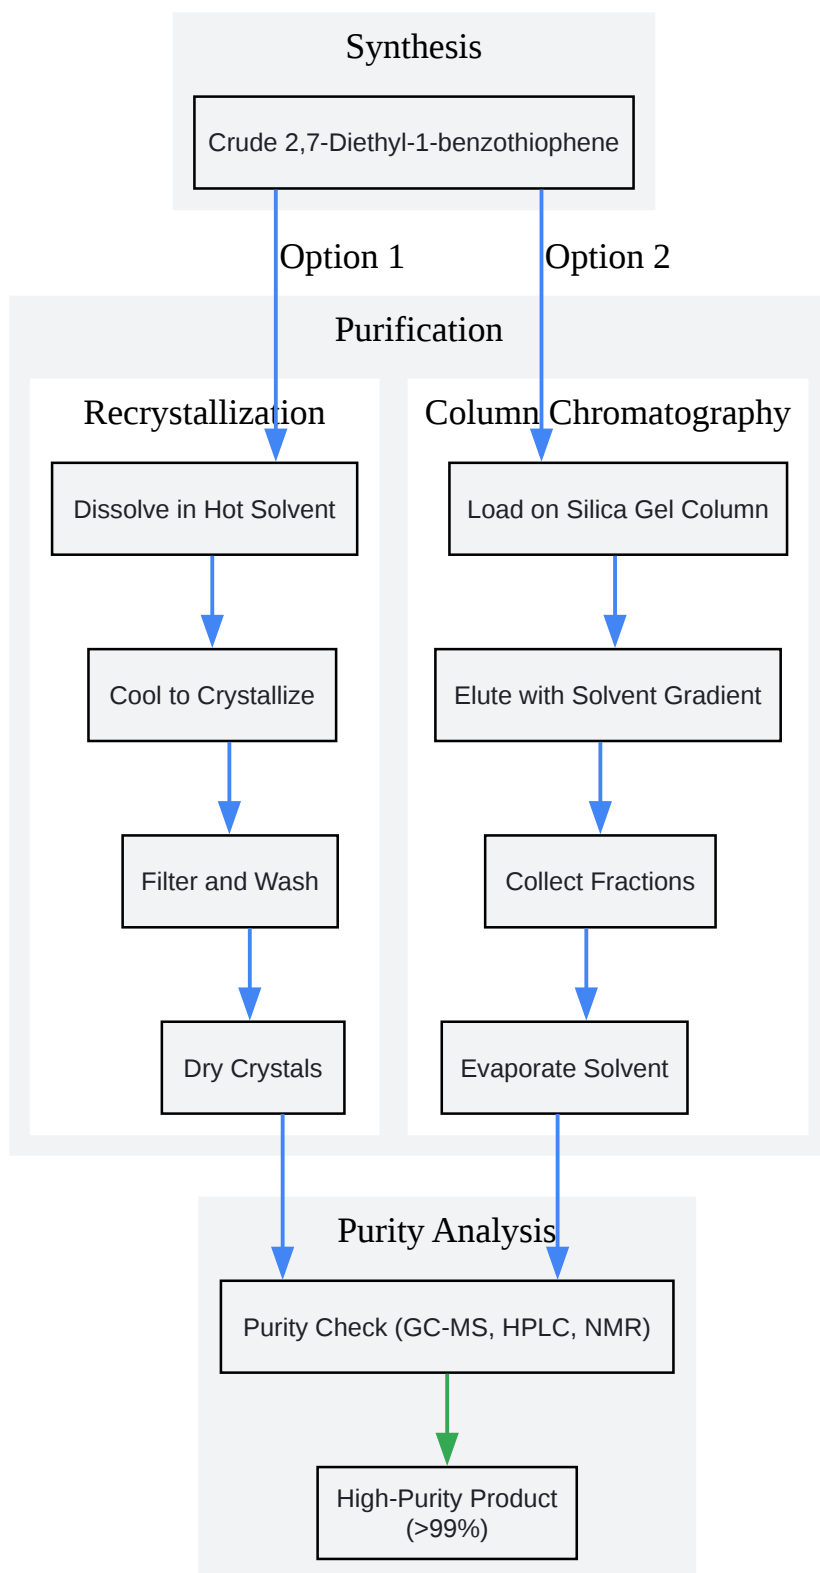 Synthesis
Crude 2,7-Diethyl-1-benzothiophene
Option 1
Option 2
Purification
Recrystallization
Dissolve in Hot Solvent
Cool to Crystallize
Filter and Wash
Dry Crystals
Column Chromatography
Load on Silica Gel Column
Elute with Solvent Gradient
Collect Fractions
Evaporate Solvent
Purity Analysis
Purity Check (GC-MS, HPLC, NMR)
High-Purity Product
(>99%)